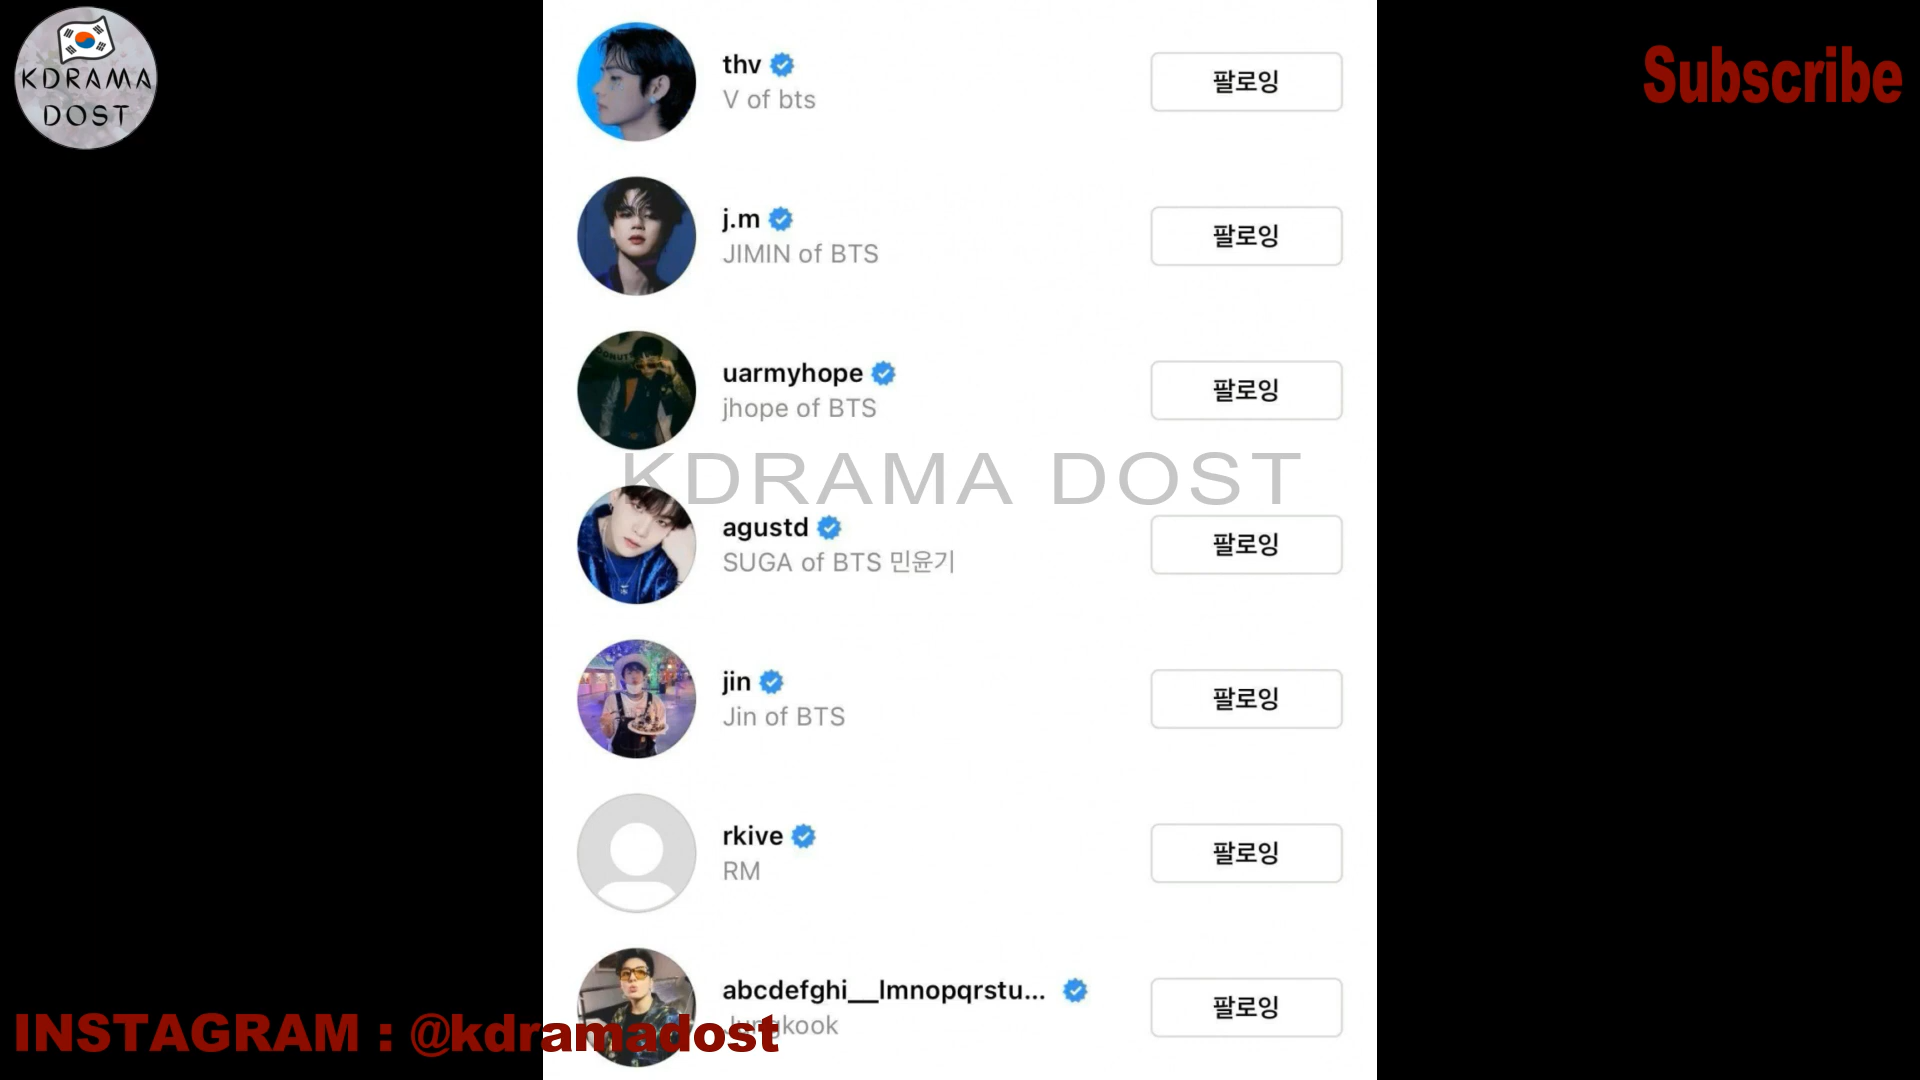 KDRAMA
DOST
Subscribe
thv
V of bts
팔로잉
j.m
JIMIN of BTS
팔로잉
uarmyhope
jhope of BTS
팔로잉
KDRAMA DOST
agustd
SUGA of BTS 민윤기
팔로잉
jin
Jin of BTS
팔로잉
rkive
RM
팔로잉
abcdefghi__lmnopqrstu...
Jungkook
팔로잉
INSTAGRAM : @kdramadost